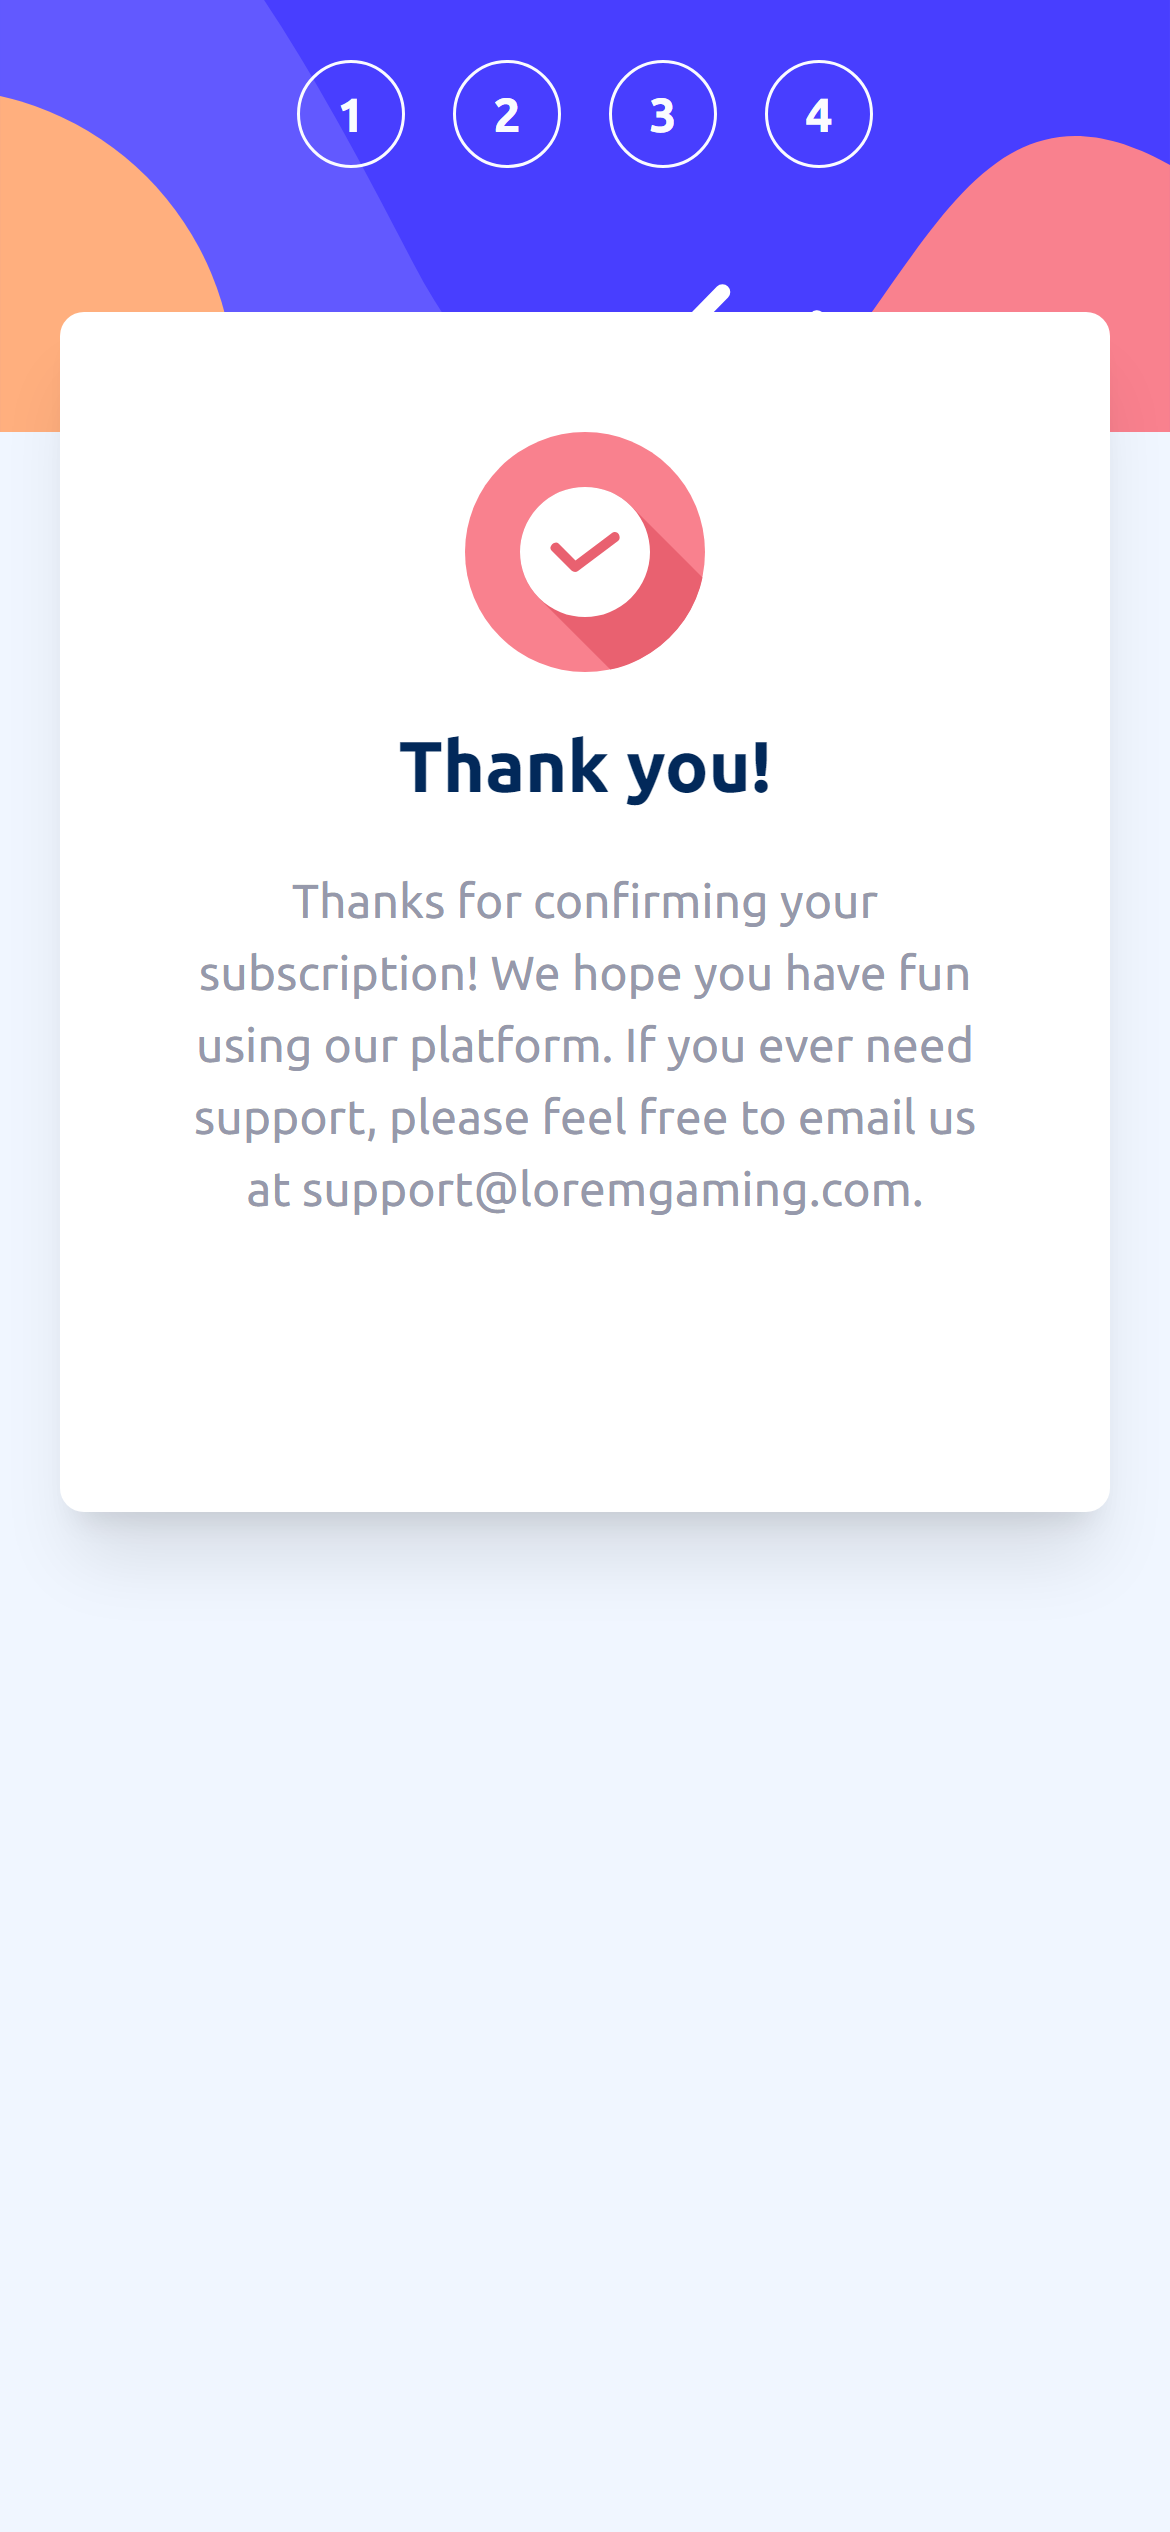 1 2 3 4
Thank you!
Thanks for confirming your
subscription! We hope you have fun
using our platform. If you ever need
support, please feel free to email us
at support@loremgaming.com.